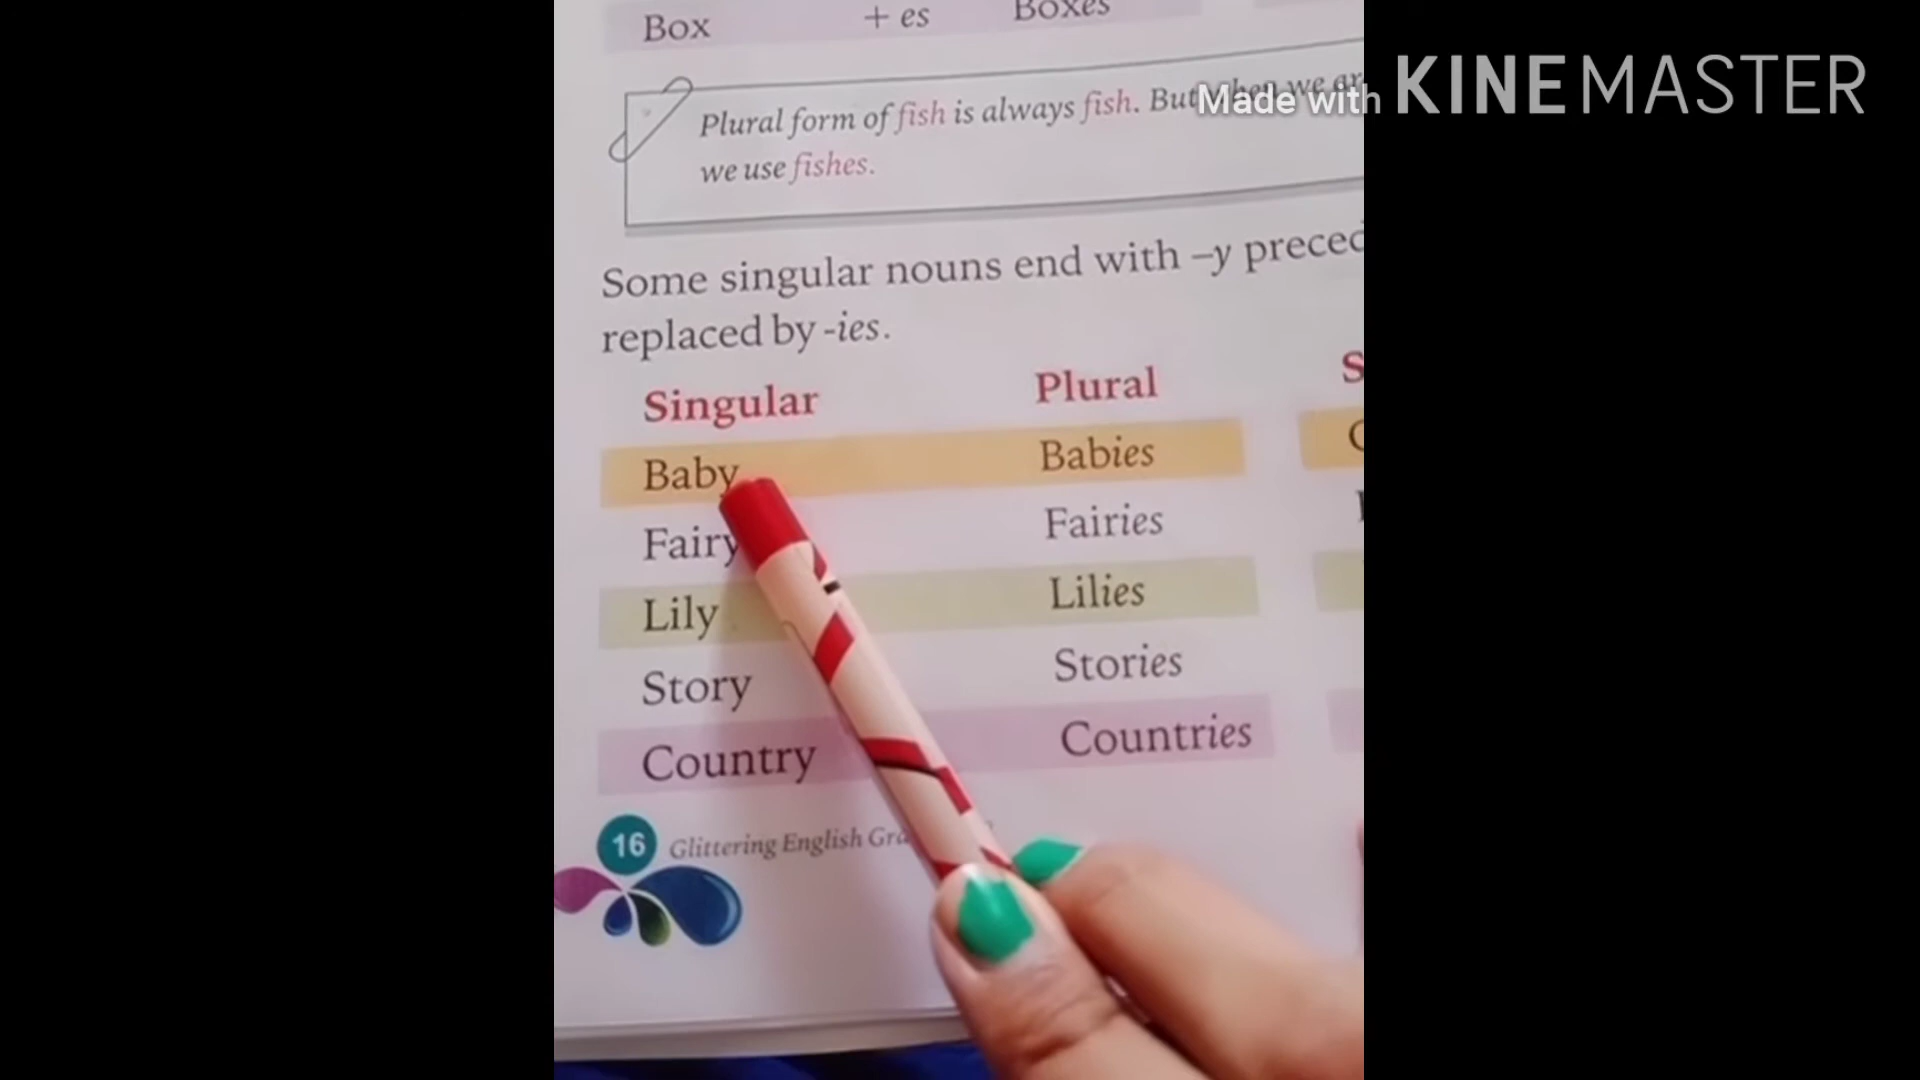 Box + es Boxes
Made with KINEMASTER
Plural form of fish is always fish. But when we
we use fishes.
Some singular nouns end with –y
replaced by -ies.
Singular Plural
Baby Babies
Fairy Fairies
Lily Lilies
Story Stories
Country Countries
16 Glittering English